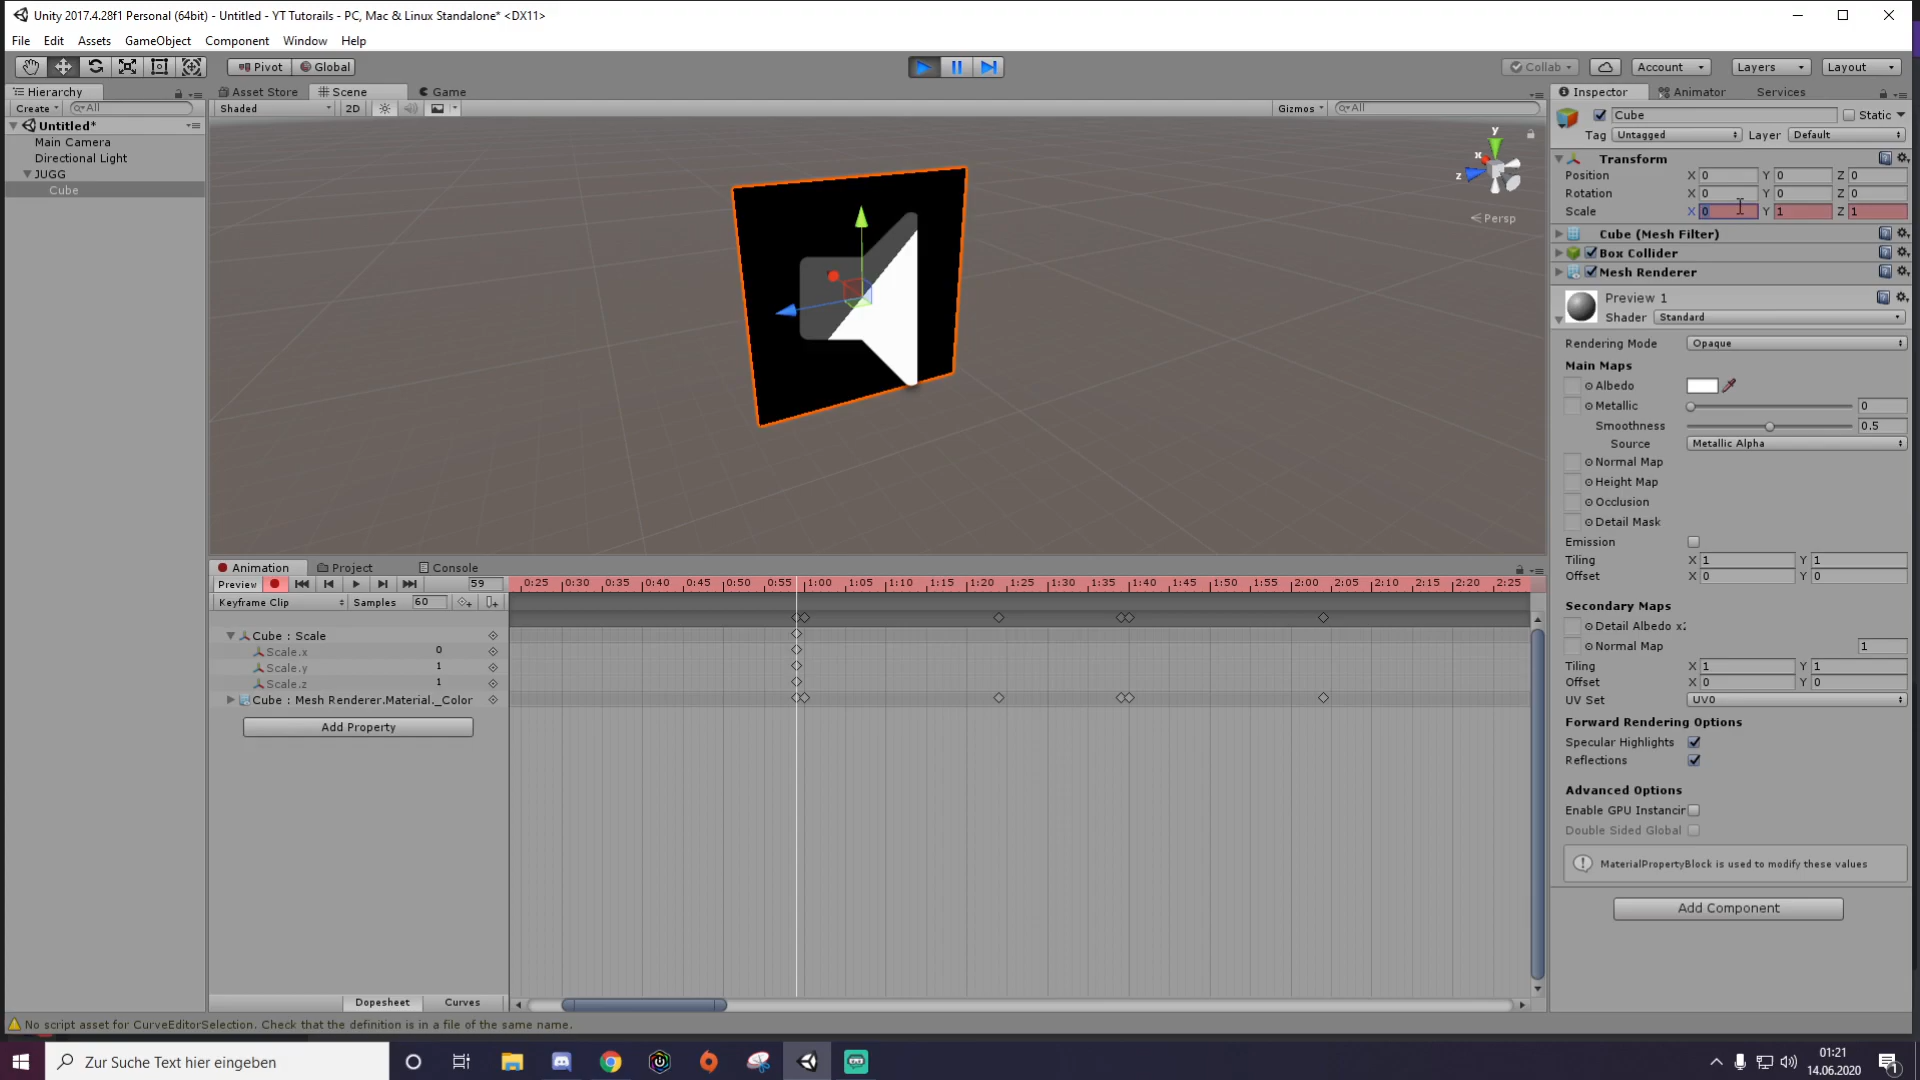 Unity 2017.4.28f1 Personal (64bit) - Untitled - YT Tutorails - PC, Mac & Linux Standalone* <DX11>
File Edit Assets GameObject Component Window Help
Pivot Global Collab Account Layers Layout
Hierarchy Asset Store Scene Game Inspector Animator Services
Create All Shaded 2D Gizmos All
Cube Static
Untitled*
Tag Untagged Layer Default
Main Camera
Directional Light
JUGG
Cube
y
x
z
Persp
Transform
Position X 0 Y 0 Z 0
Rotation X 0 Y 0 Z 0
Scale X 0 Y 1 Z 1
Cube (Mesh Filter)
Box Collider
Mesh Renderer
Preview 1
Shader Standard
Rendering Mode Opaque
Main Maps
Albedo
Metallic 0
Smoothness 0.5
Source Metallic Alpha
Normal Map
Height Map
Occlusion
Detail Mask
Emission
Tiling X 1 Y 1
Offset X 0 Y 0
Secondary Maps
Detail Albedo x2
Normal Map 1
Tiling X 1 Y 1
Offset X 0 Y 0
UV Set UV0
Forward Rendering Options
Specular Highlights
Reflections
Advanced Options
Enable GPU Instancir
Double Sided Global
MaterialPropertyBlock is used to modify these values
Add Component
Animation Project Console
Preview 59 0:25 0:30 0:35 0:40 0:45 0:50 0:55 1:00 1:05 1:10 1:15 1:20 1:25 1:30 1:35 1:40 1:45 1:50 1:55 2:00 2:05 2:10 2:15 2:20 2:25
Keyframe Clip Samples 60
Cube : Scale
Scale.x 0
Scale.y 1
Scale.z 1
Cube : Mesh Renderer.Material._Color
Add Property
Dopesheet Curves
No script asset for CurveEditorSelection. Check that the definition is in a file of the same name.
Zur Suche Text hier eingeben
01:21
14.06.2020
1